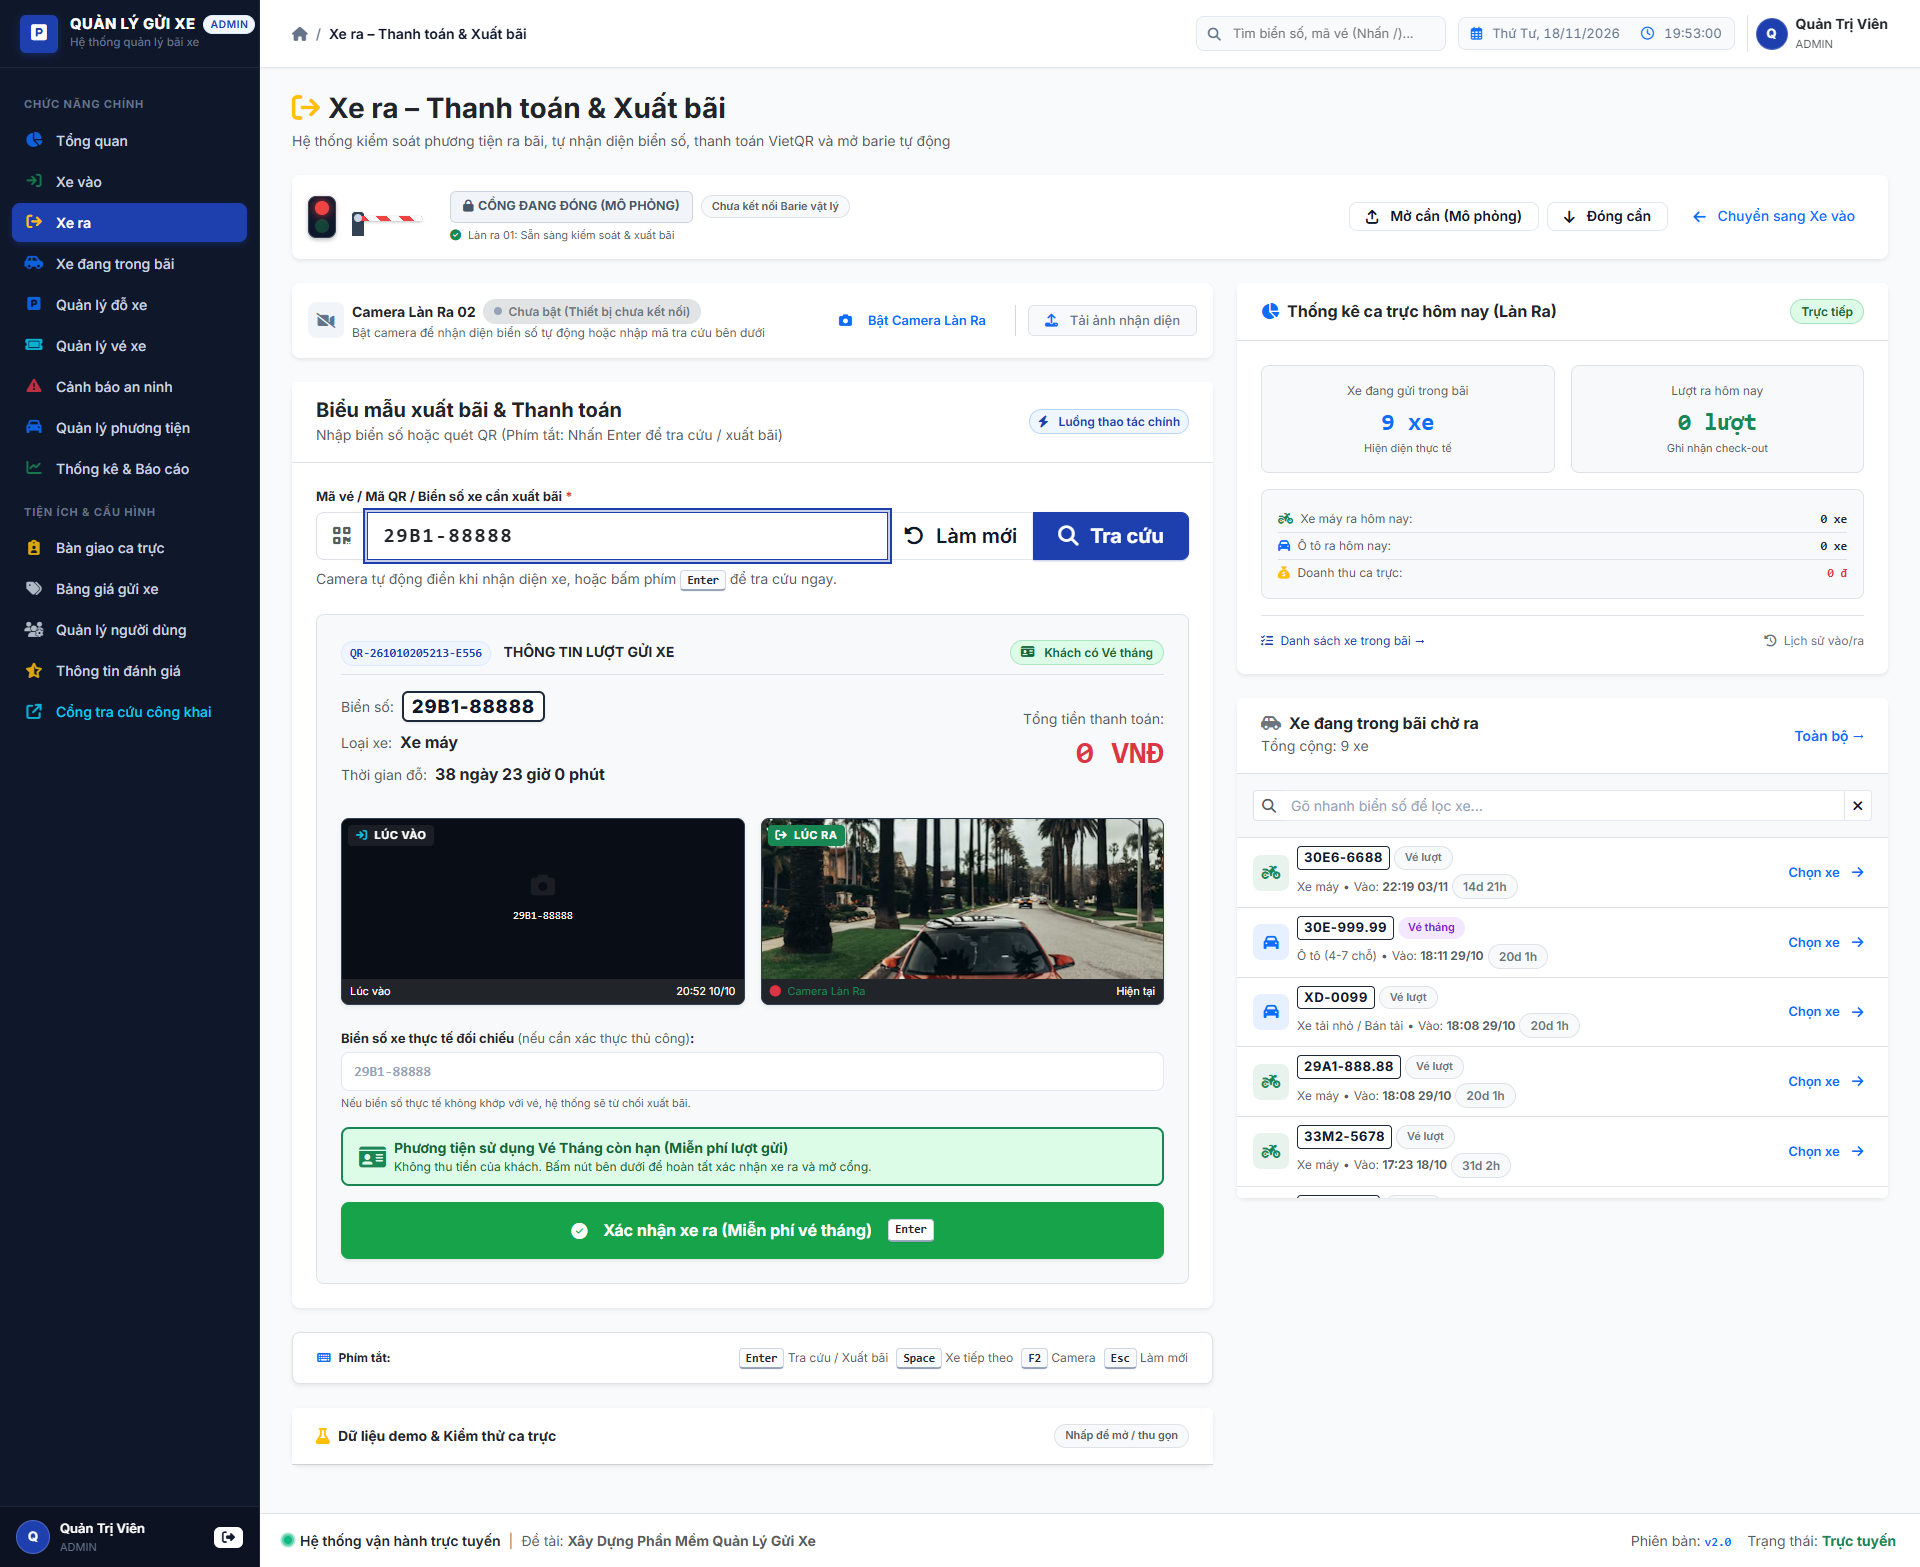 QUẢN LÝ GỬI XE ADMIN
Hệ thống quản lý bãi xe
CHỨC NĂNG CHÍNH
Tổng quan
Xe vào
Xe ra
Xe đang trong bãi
Quản lý đỗ xe
Quản lý vé xe
Cảnh báo an ninh
Quản lý phương tiện
Thống kê & Báo cáo
TIỆN ÍCH & CẤU HÌNH
Bàn giao ca trực
Bảng giá gửi xe
Quản lý người dùng
Thông tin đánh giá
Cổng tra cứu công khai
Q Quản Trị Viên
ADMIN
/ Xe ra – Thanh toán & Xuất bãi
Tìm biển số, mã vé (Nhấn /)...
Thứ Tư, 18/11/2026 19:53:00
Q Quản Trị Viên
ADMIN
Xe ra – Thanh toán & Xuất bãi
Hệ thống kiểm soát phương tiện ra bãi, tự nhận diện biển số, thanh toán VietQR và mở barie tự động
CỔNG ĐANG ĐÓNG (MÔ PHỎNG) Chưa kết nối Barie vật lý
Làn ra 01: Sẵn sàng kiểm soát & xuất bãi
Mở cần (Mô phỏng) Đóng cần Chuyển sang Xe vào
Camera Làn Ra 02 Chưa bật (Thiết bị chưa kết nối)
Bật camera để nhận diện biển số tự động hoặc nhập mã tra cứu bên dưới
Bật Camera Làn Ra Tải ảnh nhận diện
Biểu mẫu xuất bãi & Thanh toán
Nhập biển số hoặc quét QR (Phím tắt: Nhấn Enter để tra cứu / xuất bãi)
Luồng thao tác chính
Mã vé / Mã QR / Biển số xe cần xuất bãi *
29B1-88888 Làm mới Tra cứu
Camera tự động điền khi nhận diện xe, hoặc bấm phím Enter để tra cứu ngay.
QR-261010205213-E556 THÔNG TIN LƯỢT GỬI XE Khách có Vé tháng
Biển số: 29B1-88888
Loại xe: Xe máy
Thời gian đỗ: 38 ngày 23 giờ 0 phút
Tổng tiền thanh toán:
0 VNĐ
LÚC VÀO
29B1-88888
Lúc vào 20:52 10/10
LÚC RA
Camera Làn Ra Hiện tại
Biển số xe thực tế đối chiếu (nếu cần xác thực thủ công):
29B1-88888
Nếu biển số thực tế không khớp với vé, hệ thống sẽ từ chối xuất bãi.
Phương tiện sử dụng Vé Tháng còn hạn (Miễn phí lượt gửi)
Không thu tiền của khách. Bấm nút bên dưới để hoàn tất xác nhận xe ra và mở cổng.
Xác nhận xe ra (Miễn phí vé tháng) Enter
Phím tắt: Enter Tra cứu / Xuất bãi Space Xe tiếp theo F2 Camera Esc Làm mới
Dữ liệu demo & Kiểm thử ca trực Nhấp để mở / thu gọn
Thống kê ca trực hôm nay (Làn Ra) Trực tiếp
Xe đang gửi trong bãi
9 xe
Hiện diện thực tế
Lượt ra hôm nay
0 lượt
Ghi nhận check-out
Xe máy ra hôm nay: 0 xe
Ô tô ra hôm nay: 0 xe
Doanh thu ca trực: 0 đ
Danh sách xe trong bãi → Lịch sử vào/ra
Xe đang trong bãi chờ ra
Tổng cộng: 9 xe
Toàn bộ →
Gõ nhanh biển số để lọc xe...
30E6-6688 Vé lượt
Xe máy • Vào: 22:19 03/11 14d 21h
Chọn xe
30E-999.99 Vé tháng
Ô tô (4-7 chỗ) • Vào: 18:11 29/10 20d 1h
Chọn xe
XD-0099 Vé lượt
Xe tải nhỏ / Bán tải • Vào: 18:08 29/10 20d 1h
Chọn xe
29A1-888.88 Vé lượt
Xe máy • Vào: 18:08 29/10 20d 1h
Chọn xe
33M2-5678 Vé lượt
Xe máy • Vào: 17:23 18/10 31d 2h
Chọn xe
Hệ thống vận hành trực tuyến | Đề tài: Xây Dựng Phần Mềm Quản Lý Gửi Xe
Phiên bản: v2.0 Trạng thái: Trực tuyến